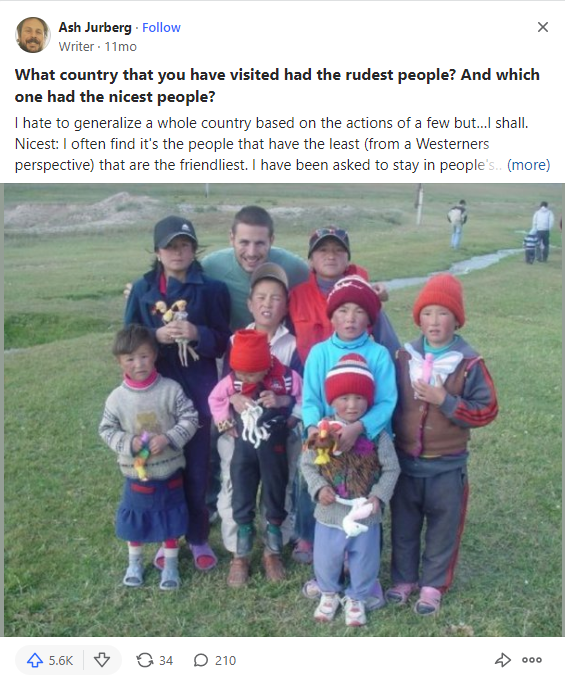 Ash Jurberg · Follow
Writer · 11mo
What country that you have visited had the rudest people? And which
one had the nicest people?
I hate to generalize a whole country based on the actions of a few but...I shall.
Nicest: I often find it's the people that have the least (from a Westerners
perspective) that are the friendliest. I have been asked to stay in people's.. (more)
5.6K 34 210